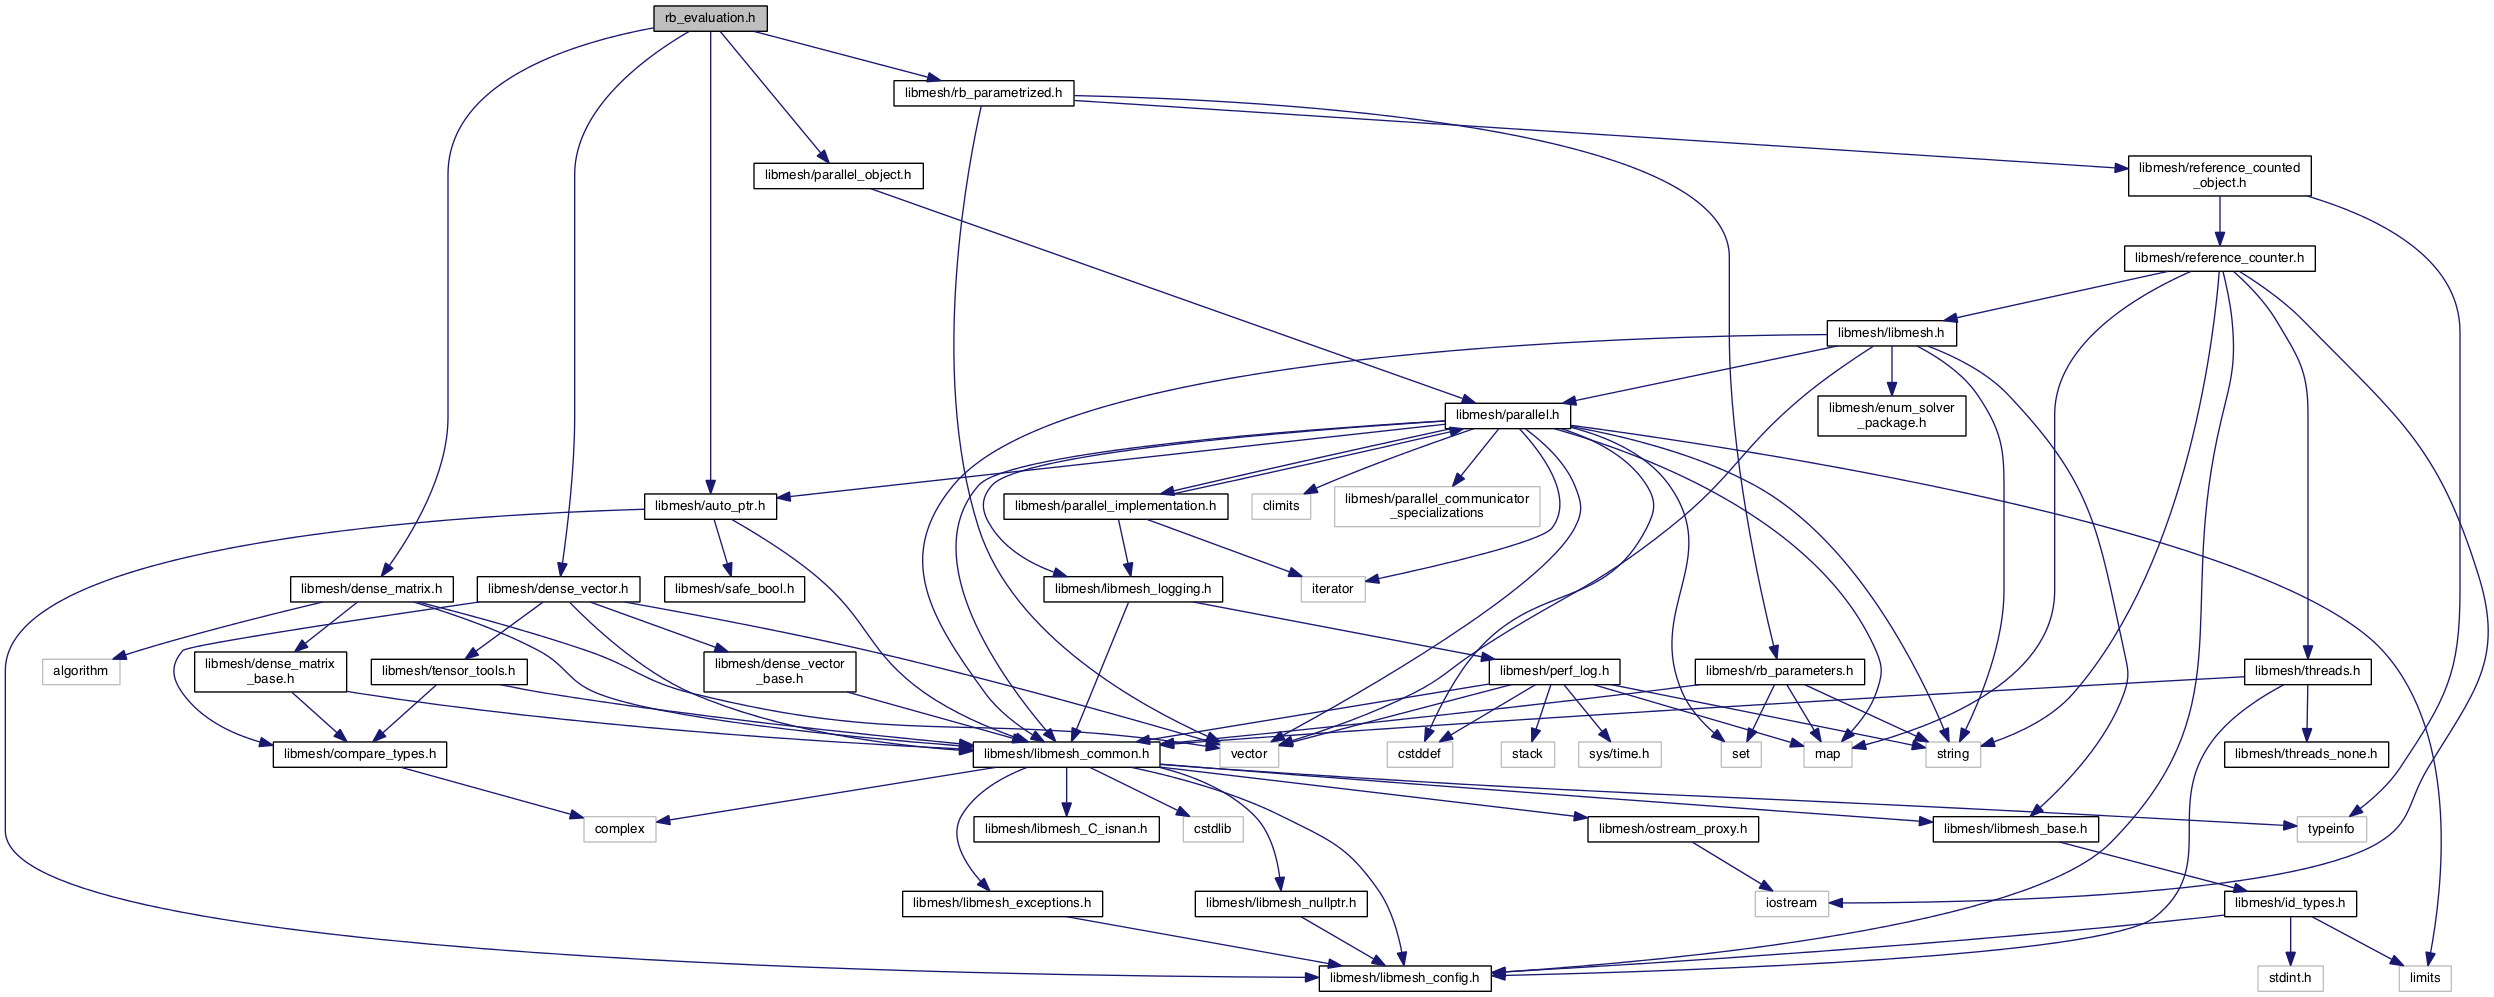 rb_evaluation.h
libmesh/rb_parametrized.h
libmesh/parallel_object.h
libmesh/reference_counted
_object.h
libmesh/reference_counter.h
libmesh/libmesh.h
libmesh/parallel.h
libmesh/enum_solver
_package.h
libmesh/auto_ptr.h
libmesh/parallel_implementation.h
climits
libmesh/parallel_communicator
_specializations
libmesh/dense_matrix.h
libmesh/dense_vector.h
libmesh/safe_bool.h
libmesh/libmesh_logging.h
iterator
algorithm
libmesh/dense_matrix
_base.h
libmesh/tensor_tools.h
libmesh/dense_vector
_base.h
libmesh/perf_log.h
libmesh/rb_parameters.h
libmesh/threads.h
libmesh/compare_types.h
libmesh/libmesh_common.h
vector
cstddef
stack
sys/time.h
set
map
string
libmesh/threads_none.h
complex
libmesh/libmesh_C_isnan.h
cstdlib
libmesh/ostream_proxy.h
libmesh/libmesh_base.h
typeinfo
libmesh/libmesh_exceptions.h
libmesh/libmesh_nullptr.h
iostream
libmesh/id_types.h
libmesh/libmesh_config.h
stdint.h
limits